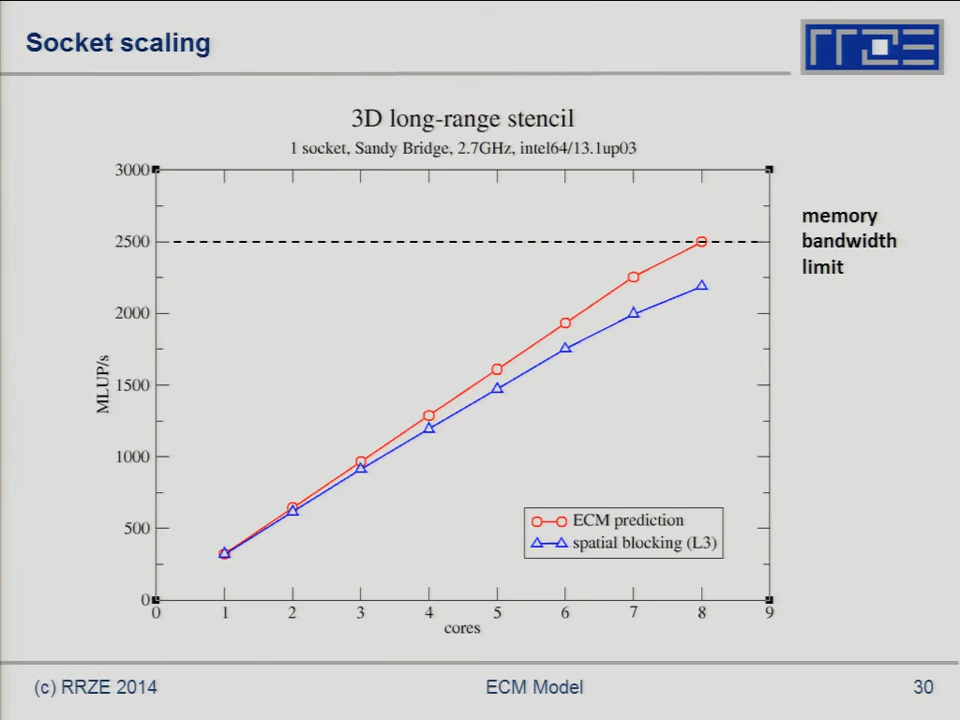 Socket scaling
RRZE
3D long-range stencil
1 socket, Sandy Bridge, 2.7GHz, intel64/13.1up03
3000
2500
2000
1500
1000
500
0
MLUP/s
0 1 2 3 4 5 6 7 8 9
cores
memory
bandwidth
limit
ECM prediction
spatial blocking (L3)
(c) RRZE 2014
ECM Model
30